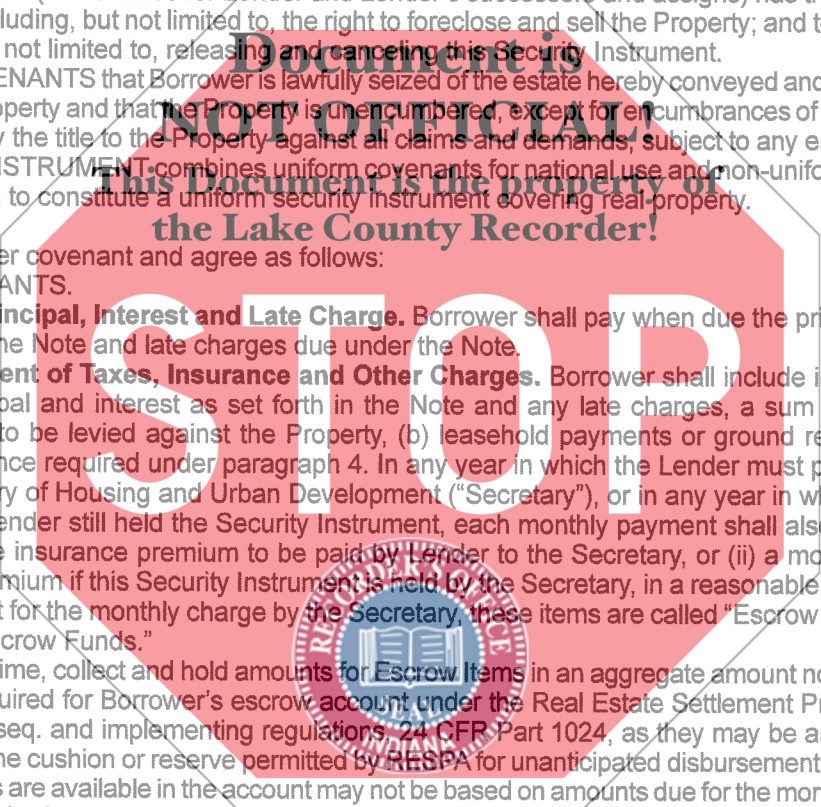 cluding, but not limited to, the right to foreclose and sell the Property; and t
not limited to, releasing and canceling this Security Instrument.
Document is
ENANTS that Borrower is lawfully seized of the estate hereby conveyed and
operty and that the Property is unencumbered, except for encumbrances of
NOT OFFICIAL!
y the title to the Property against all claims and demands, subject to any e
NSTRUMENT combines uniform covenants for national use and non-unifo
This Document is the property of
to constitute a uniform security instrument covering real property.
the Lake County Recorder!
er covenant and agree as follows:
ANTS.
incipal, Interest and Late Charge. Borrower shall pay when due the pri
he Note and late charges due under the Note.
ent of Taxes, Insurance and Other Charges. Borrower shall include i
pal and interest as set forth in the Note and any late charges, a sum
STOP
to be levied against the Property, (b) leasehold payments or ground re
nce required under paragraph 4. In any year in which the Lender must p
ry of Housing and Urban Development (“Secretary”), or in any year in wh
ender still held the Security Instrument, each monthly payment shall also
e insurance premium to be paid by Lender to the Secretary, or (ii) a mo
mium if this Security Instrument is held by the Secretary, in a reasonable
t for the monthly charge by the Secretary, these items are called “Escrow
crow Funds.”
RECORDER'S OFFICE
SEAL
INDIANA
ime, collect and hold amounts for Escrow Items in an aggregate amount no
quired for Borrower’s escrow account under the Real Estate Settlement Pr
seq. and implementing regulations, 24 CFR Part 1024, as they may be a
he cushion or reserve permitted by RESPA for unanticipated disbursement
s are available in the account may not be based on amounts due for the mor